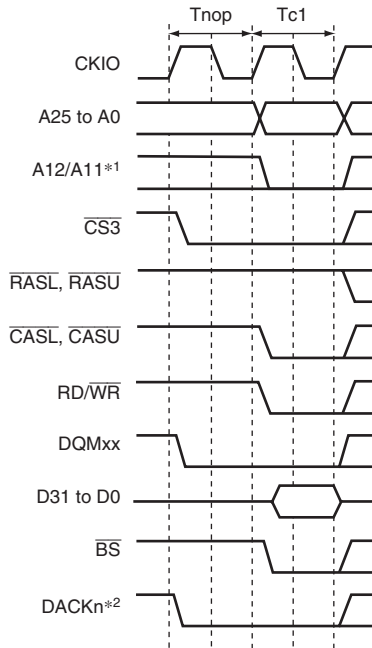 Tnop Tc1
CKIO
A25 to A0
A12/A11*1
CS3
RASL, RASU
CASL, CASU
RD/WR
DQMxx
D31 to D0
BS
DACKn*2